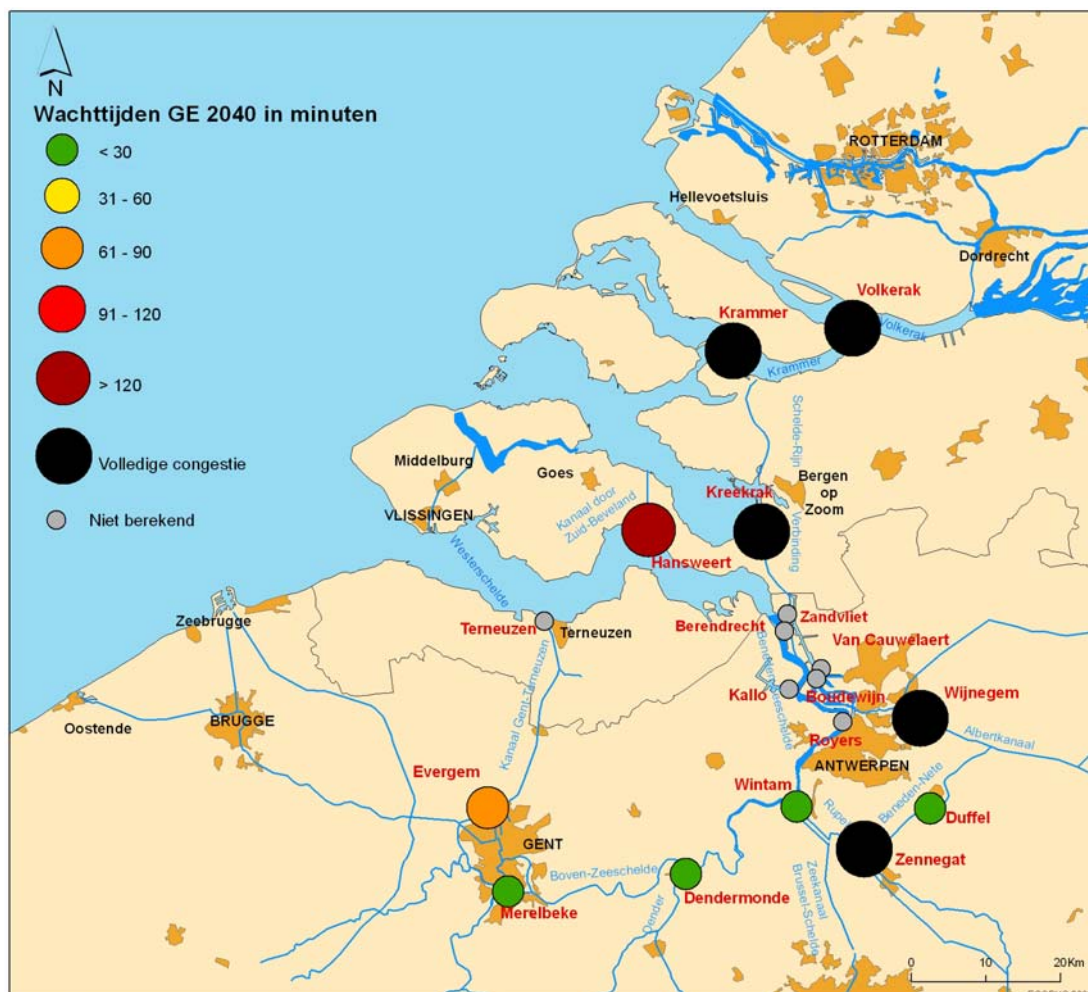 N
Wachttijden GE 2040 in minuten
< 30
31 - 60
61 - 90
91 - 120
> 120
Volledige congestie
Niet berekend
ROTTERDAM
Hellevoetsluis
Dordrecht
Volkerak
Krammer
Volkerak
Krammer
Schelde-Rijn
Middelburg
Goes
Kreekrak
Bergen
op
Zoom
VLISSINGEN
Kanaal door
Zuid-Beveland
Verbinding
Hansweert
Westerschelde
Zeebrugge
Terneuzen
Terneuzen
Berendrecht
Zandvliet
Van Cauwelaert
Kallo
Boudewijn
Wijnegem
Oostende
BRUGGE
Kanaal Gent-Terneuzen
Royers
Albertkanaal
ANTWERPEN
Evergem
Wintam
Beneden-Nete
Duffel
GENT
Zennegat
Boven-Zeeschelde
Dendermonde
Merelbeke
Dender
Zeekanaal
Brussel-Schelde
0 10 20Km